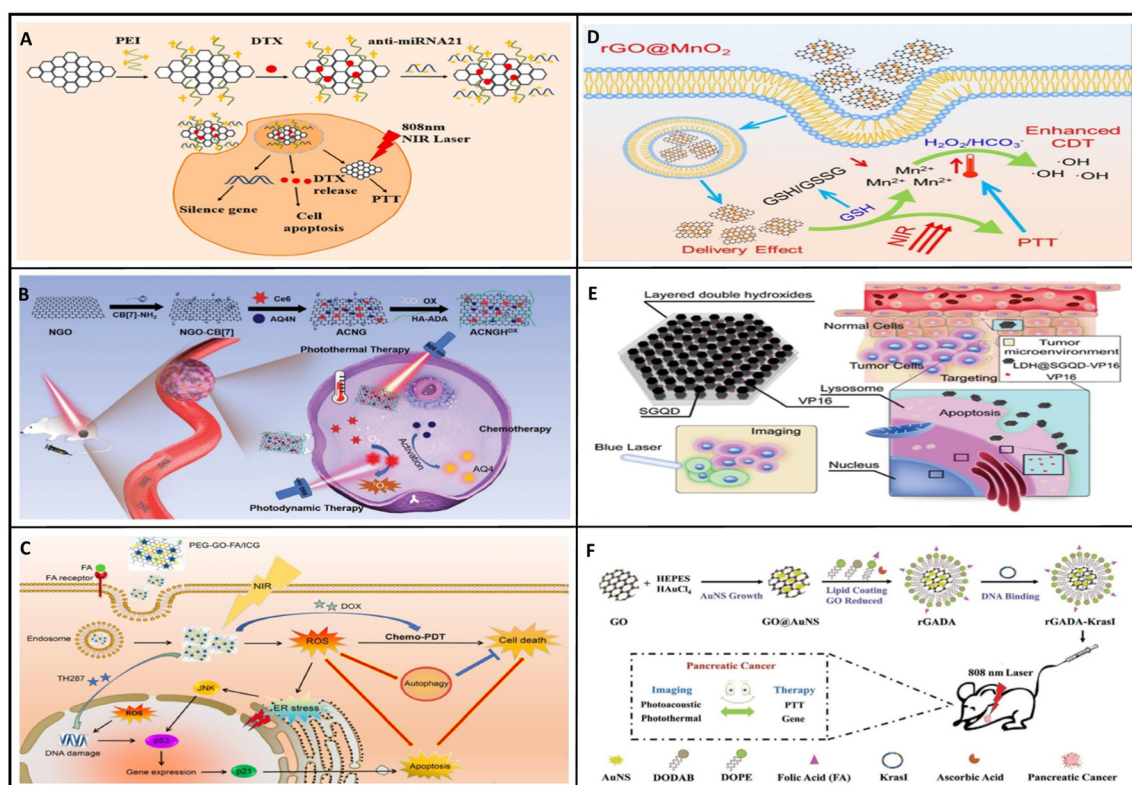 A
PEI
DTX
anti-miRNA21
808nm
NIR Laser
DTX
release
PTT
Silence gene
Cell
apoptosis
D
rGO@MnO2
H2O2/HCO3-
Enhanced
CDT
·OH
·OH
·OH
Mn2+
Mn2+
Mn2+
GSH/GSSG
GSH
NIR
PTT
Delivery Effect
B
NGO
CB[7]-NH2
NGO-CB[7]
Ce6
AQ4N
ACNG
OX
HA-ADA
ACNGHOX
Photothermal Therapy
Chemotherapy
Activation
AQ4
Photodynamic Therapy
E
Layered double hydroxides
SGQD
VP16
Imaging
Blue Laser
Normal Cells
Tumor Cells
Targeting
Tumor
microenvironment
LDH@SGQD-VP16
VP16
Lysosome
Apoptosis
Nucleus
C
PEG-GO-FA/ICG
FA
FA receptor
NIR
DOX
Endosome
ROS
Chemo-PDT
Cell death
TH287
Autophagy
JNK
ER stress
ROS
DNA damage
p53
Gene expression
p21
Apoptosis
F
GO
+
HEPES
HAuCl4
AuNS Growth
GO@AuNS
Lipid Coating
GO Reduced
rGADA
DNA Binding
rGADA-KrasI
808 nm Laser
Pancreatic Cancer
Imaging
Therapy
Photoacoustic
PTT
Photothermal
Gene
AuNS
DODAB
DOPE
Folic Acid (FA)
KrasI
Ascorbic Acid
Pancreatic Cancer